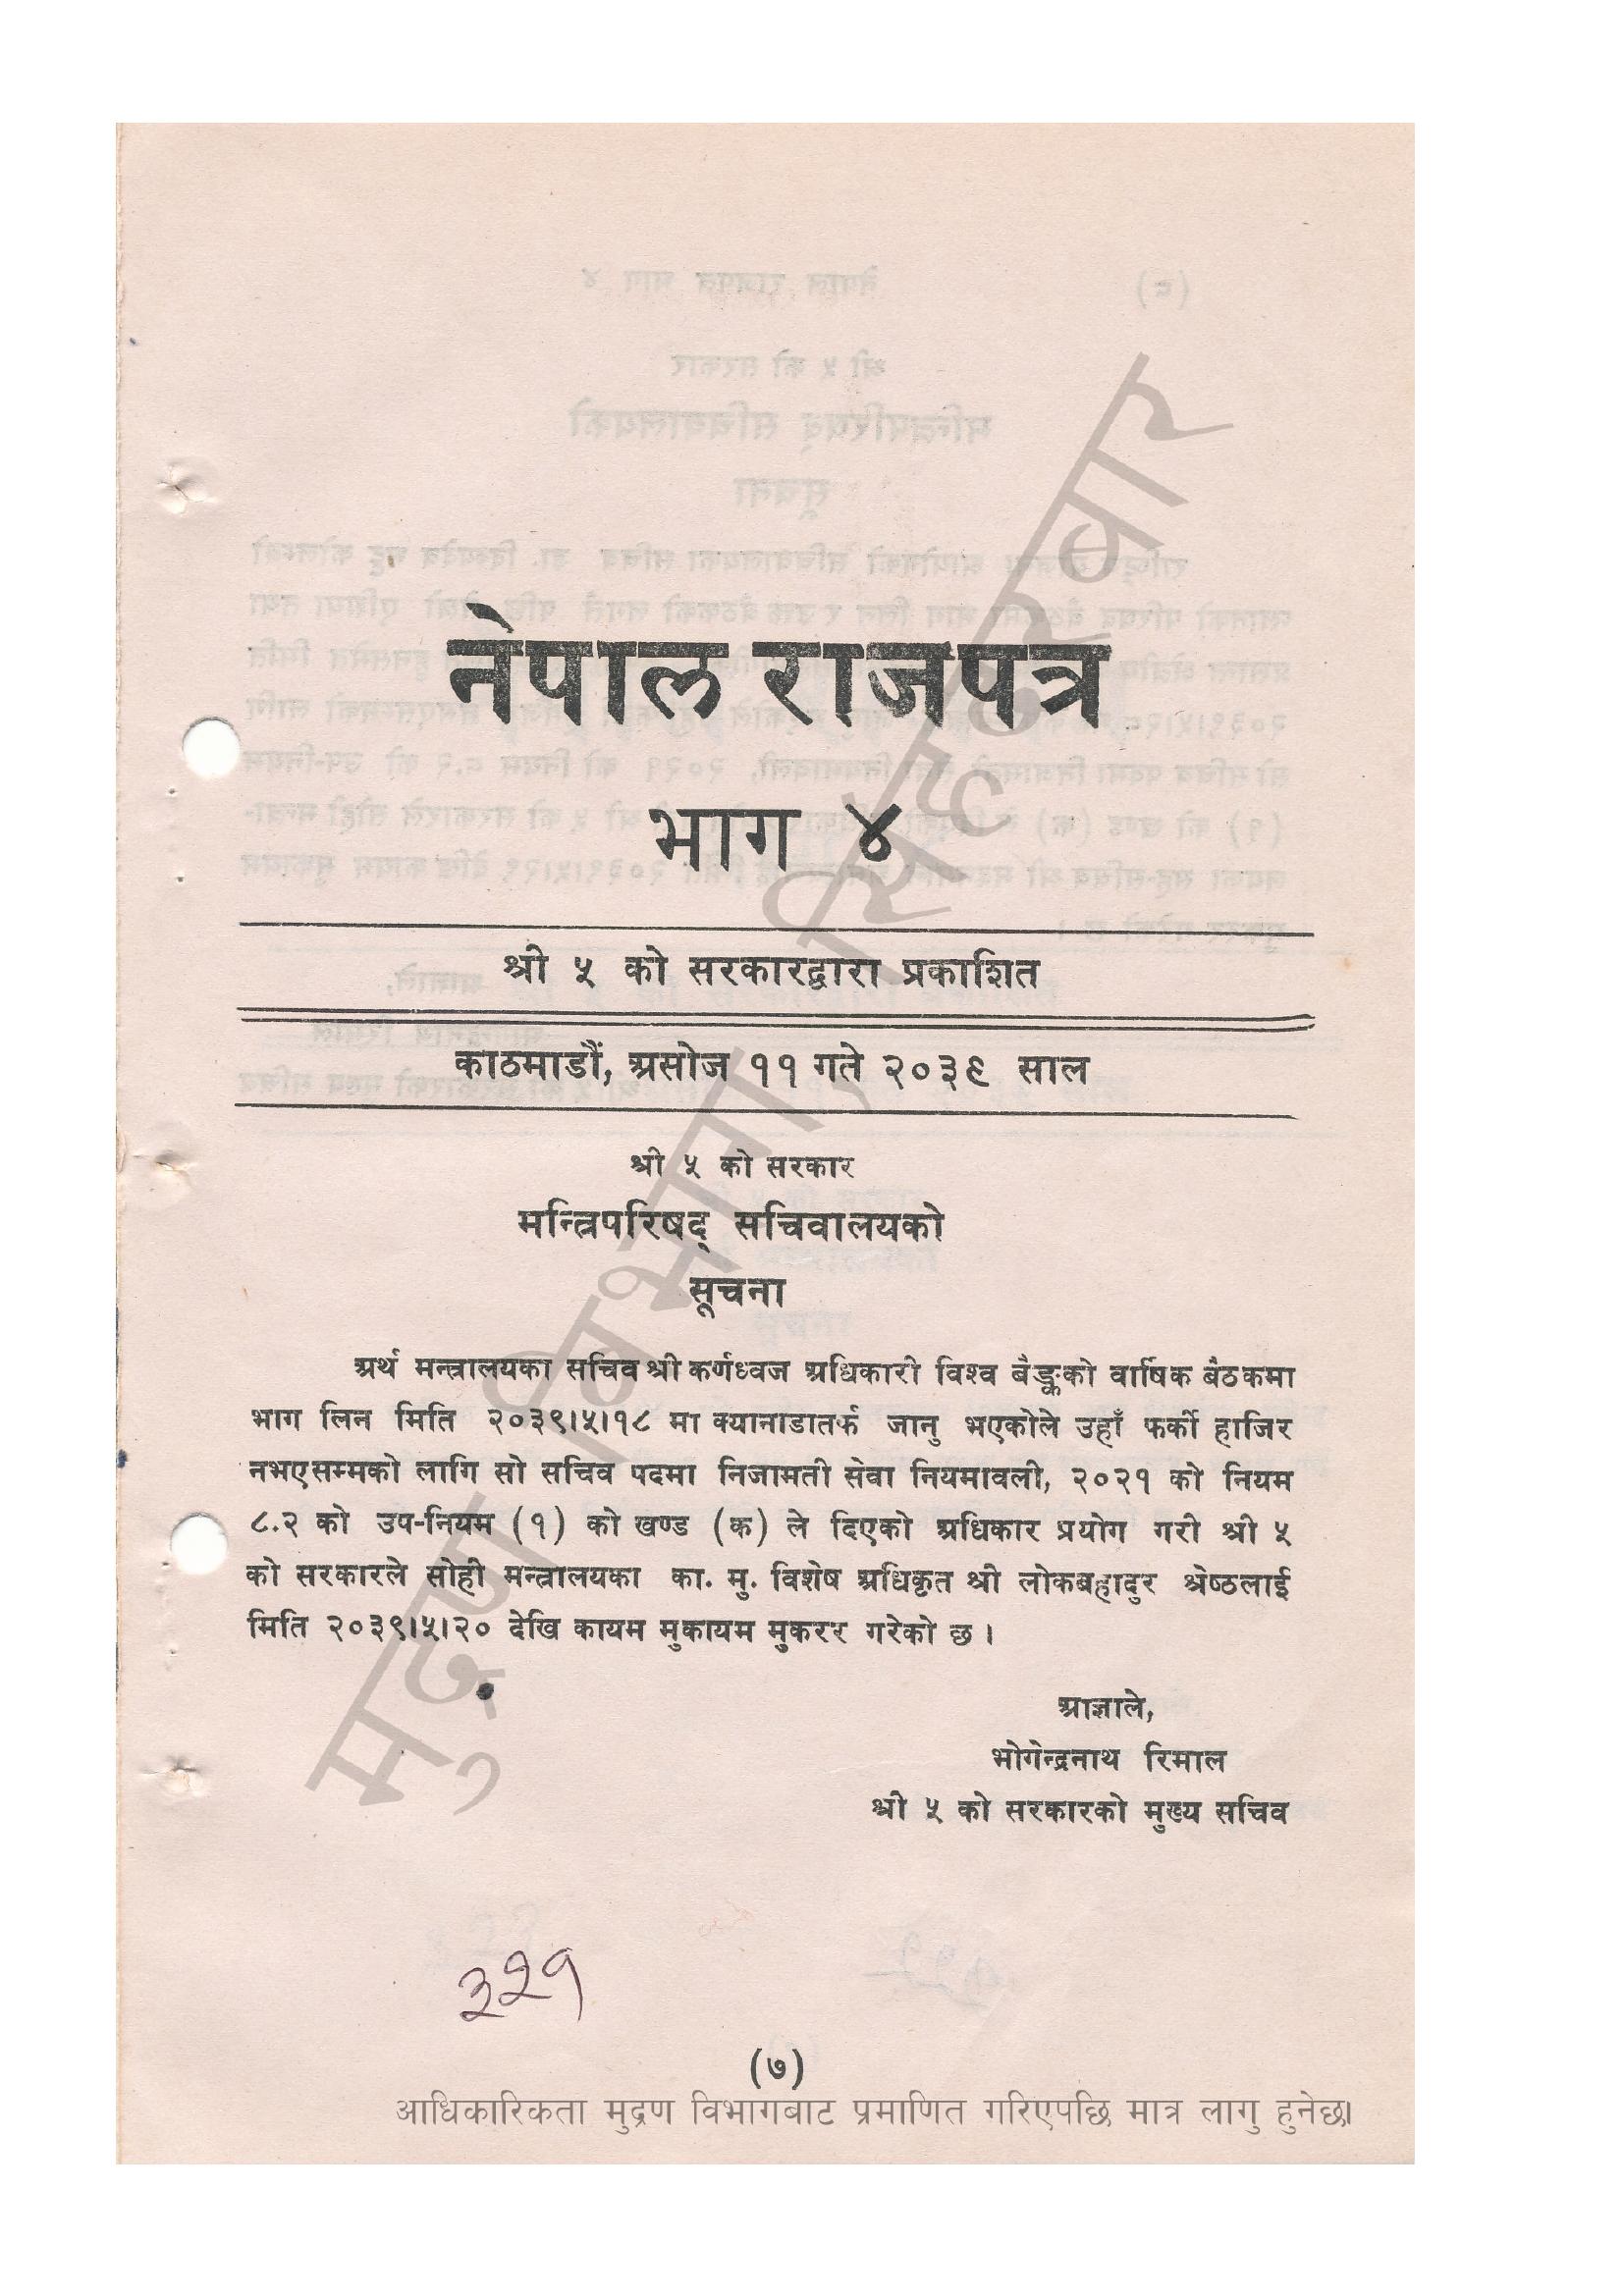 नेपाल राजपत्र
भाग ४
श्री ५ को सरकारद्वारा प्रकाशित
काठमाडौं, असोज ११ गते २०३९ साल
श्री ५ को सरकार
मन्त्रिपरिषद् सचिवालयको
सूचना
अर्थ मन्त्रालयका सचिव श्री कर्णध्वज अधिकारी विश्व बैङ्कको वार्षिक बैठकमा
भाग लिन मिति २०३९।५।१८ मा क्यानाडातर्फ जानु भएकोले उहाँ फर्की हाजिर
नभएसम्मको लागि सो सचिव पदमा निजामती सेवा नियमावली, २०२१ को नियम
८.२ को उप-नियम (१) को खण्ड (क) ले दिएको अधिकार प्रयोग गरी श्री ५
को सरकारले सोही मन्त्रालयका का. मु. विशेष अधिकृत श्री लोकबहादुर श्रेष्ठलाई
मिति २०३९।५।२० देखि कायम मुकायम मुकरर गरेको छ ।
आज्ञाले,
भोगेन्द्रनाथ रिमाल
श्री ५ को सरकारको मुख्य सचिव
३२१
(७)
आधिकारिकता मुद्रण विभागबाट प्रमाणित गरिएपछि मात्र लागु हुनेछ।
मुद्रण विभाग, सिंहदरबार